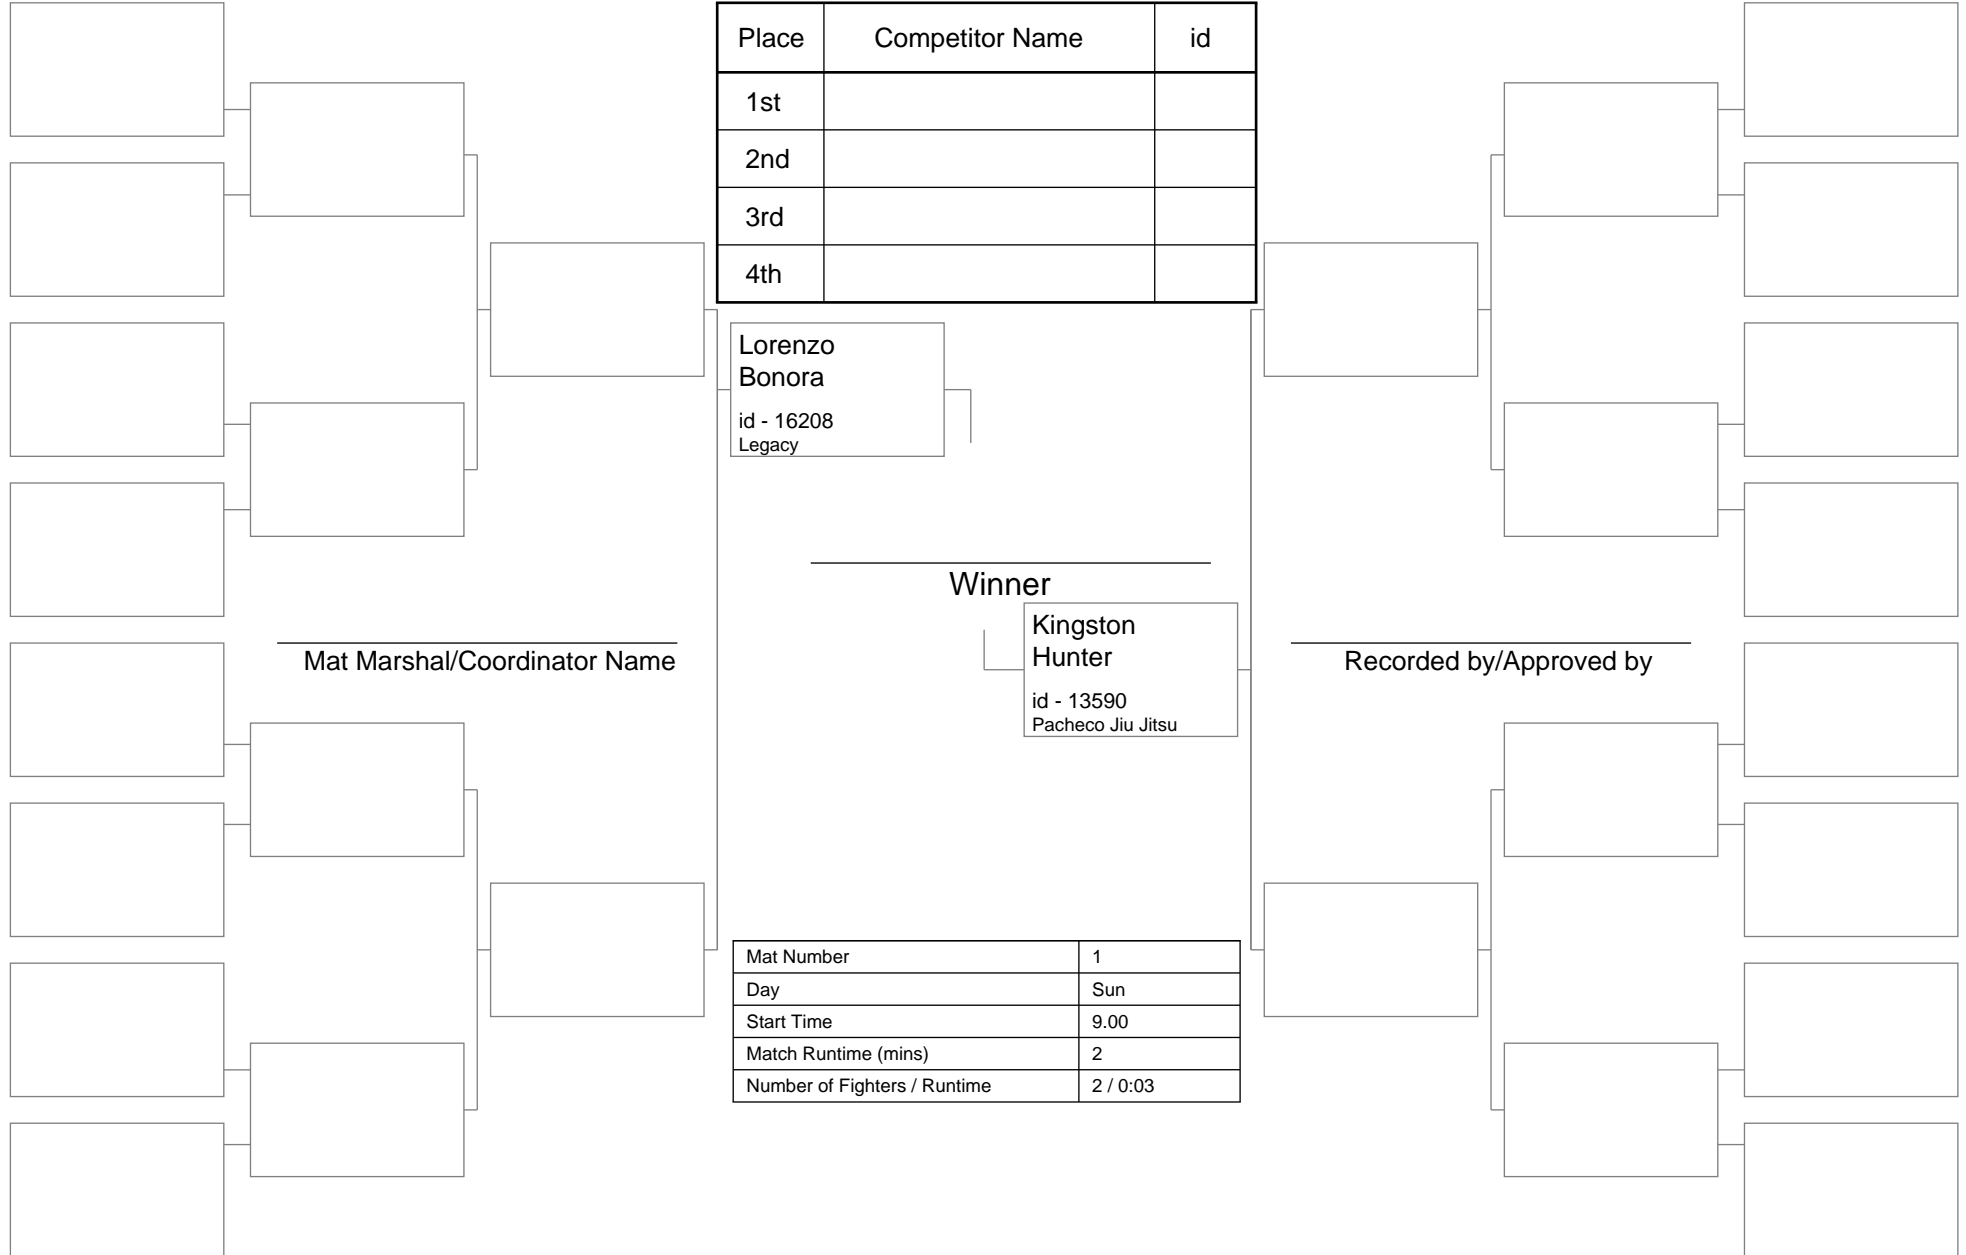 Place Competitor Name id
1st
2nd
3rd
4th
Lorenzo
Bonora
id - 16208
Legacy
Winner
Kingston
Hunter
id - 13590
Pacheco Jiu Jitsu
Mat Marshal/Coordinator Name
Recorded by/Approved by
Mat Number 1
Day Sun
Start Time 9.00
Match Runtime (mins) 2
Number of Fighters / Runtime 2 / 0:03